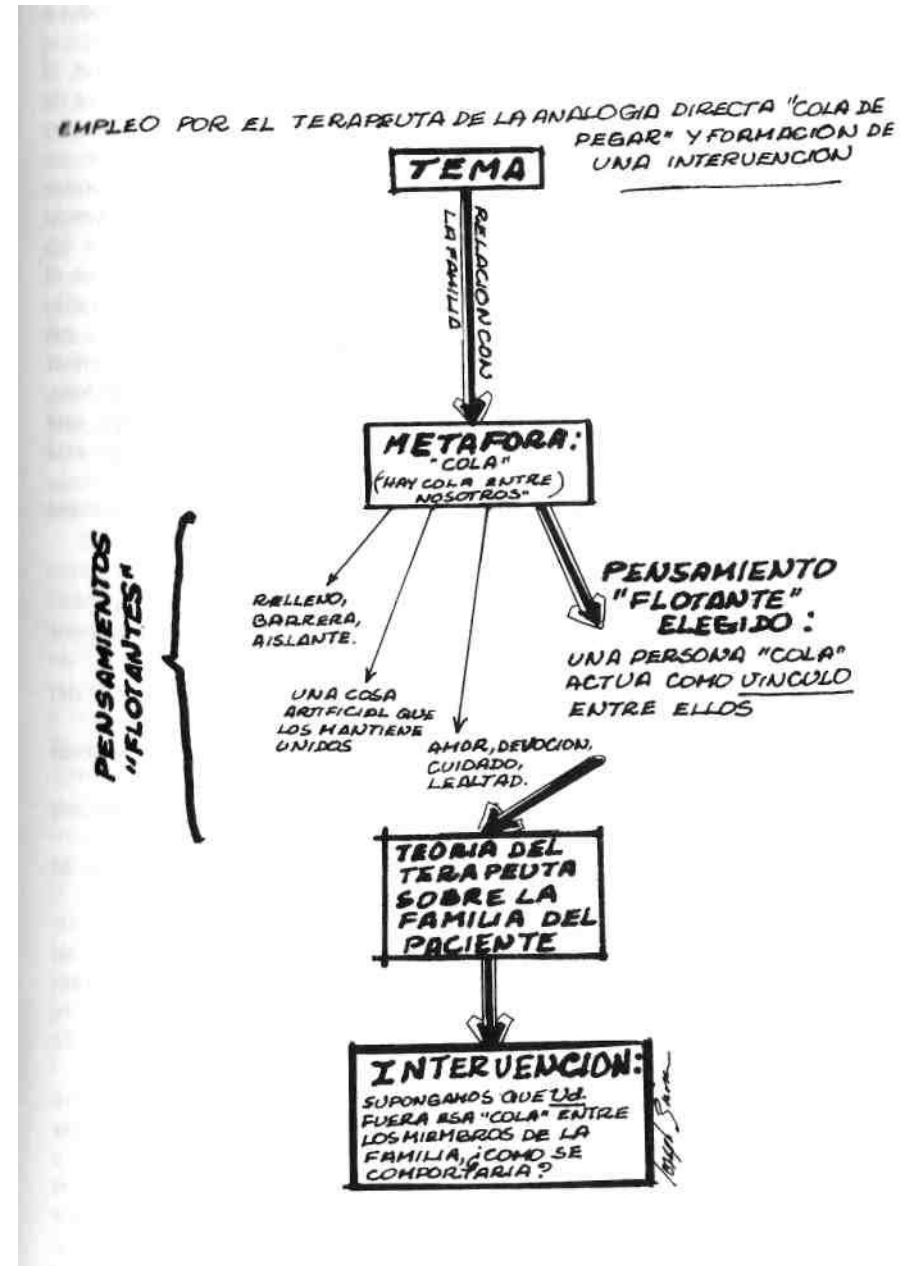 EMPLEO POR EL TERAPEUTA DE LA ANALOGIA DIRECTA "COLA DE
PEGAR" Y FORMACION DE
UNA INTERVENCION
TEMA
RELACION CON
LA FAMILIA
METAFORA:
"COLA"
(HAY COLA ENTRE)
NOSOTROS"
PENSAMIENTOS
"FLOTANTES"
RELLENO,
BARRERA,
AISLANTE.
UNA COSA
ARTIFICIAL QUE
LOS MANTIENE
UNIDOS
AMOR, DEVOCION,
CUIDADO,
LEALTAD.
PENSAMIENTO
"FLOTANTE"
ELEGIDO:
UNA PERSONA "COLA"
ACTUA COMO VINCULO
ENTRE ELLOS
TEORIA DEL
TERAPEUTA
SOBRE LA
FAMILIA DEL
PACIENTE
INTERVENCION:
SUPONGAMOS QUE Ud.
FUERA ESA "COLA" ENTRE
LOS MIEMBROS DE LA
FAMILIA, ¿COMO SE
COMPORTARIA?